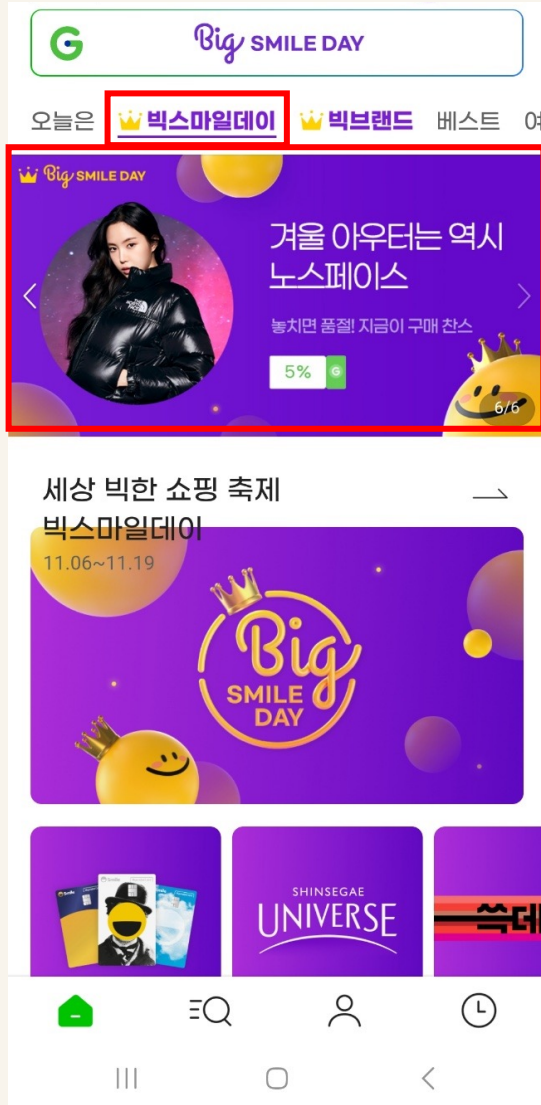 G
Big SMILE DAY
오늘은 빅스마일데이 빅브랜드 베스트
Big SMILE DAY
겨울 아우터는 역시
노스페이스
놓치면 품절! 지금이 구매 찬스
5% G
6/6
세상 빅한 쇼핑 축제
빅스마일데이
11.06~11.19
Big
SMILE
DAY
SHINSEGAE
UNIVERSE